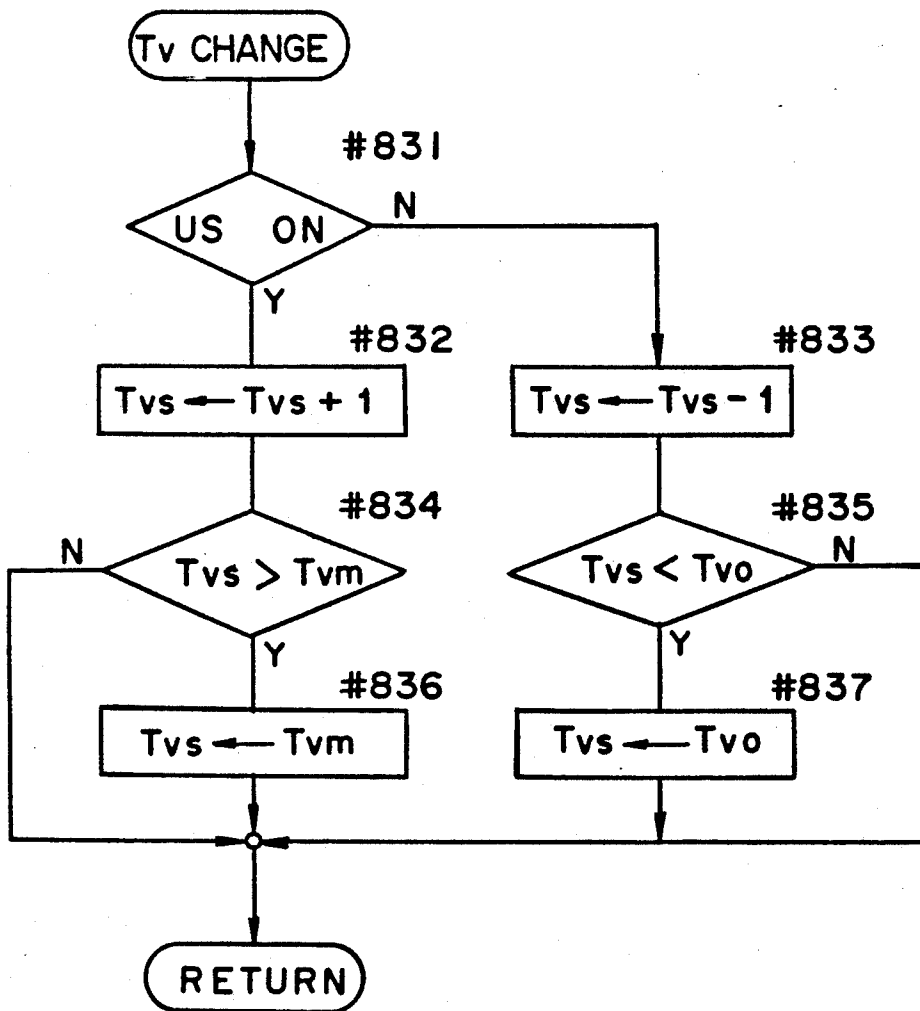 Tv CHANGE
#831
US ON
N
Y
#832
#833
Tvs ← Tvs + 1
Tvs ← Tvs - 1
#834
#835
N
Tvs > Tvm
Tvs < Tvo
N
Y
Y
#836
#837
Tvs ← Tvm
Tvs ← Tvo
RETURN